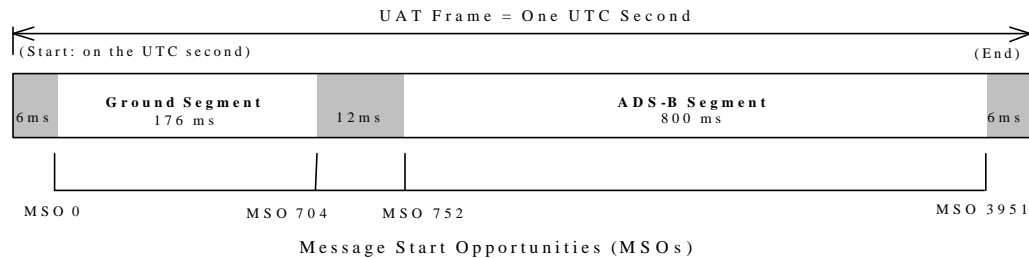 UAT Frame = One UTC Second
(Start: on the UTC second) (End)
Ground Segment ADS-B Segment
6ms 176 ms 12ms 800 ms 6ms
MSO 0 MSO 704 MSO 752 MSO 3951
Message Start Opportunities (MSOs)